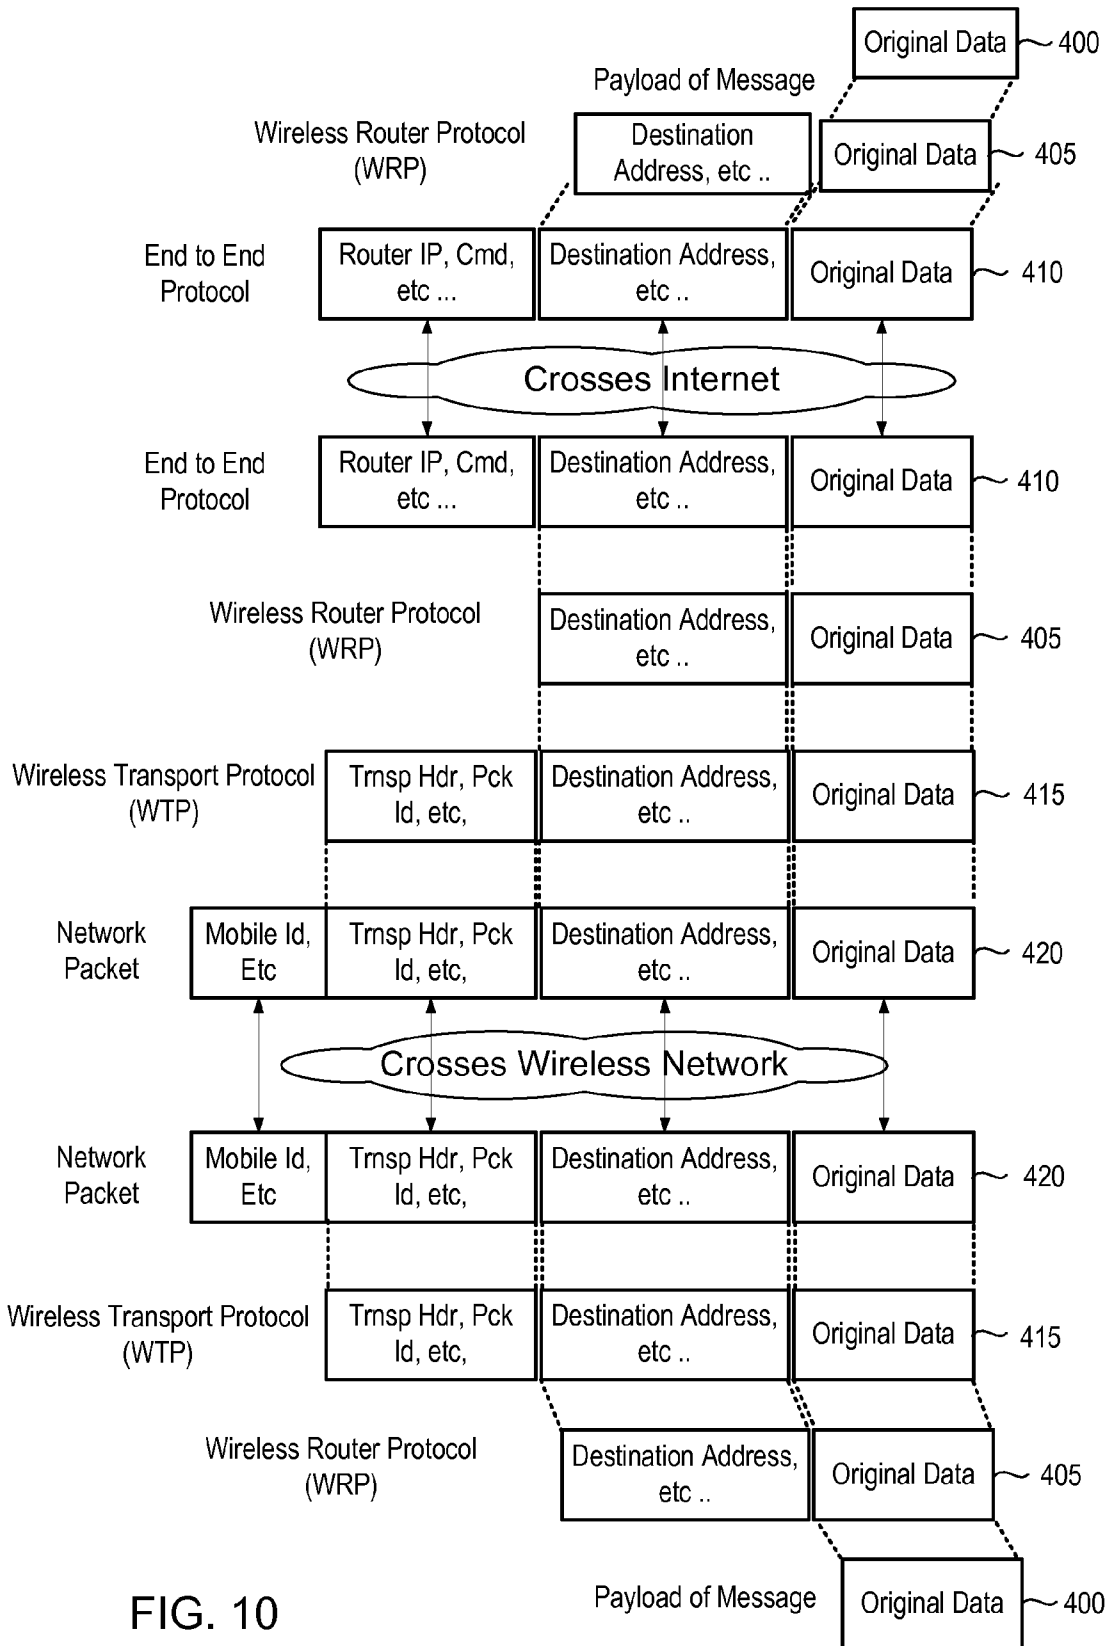 Original Data
400
Payload of Message
Wireless Router Protocol
(WRP)
Destination
Address, etc ..
Original Data
405
End to End
Protocol
Router IP, Cmd,
etc ...
Destination Address,
etc ..
Original Data
410
Crosses Internet
End to End
Protocol
Router IP, Cmd,
etc ...
Destination Address,
etc ..
Original Data
410
Wireless Router Protocol
(WRP)
Destination Address,
etc ..
Original Data
405
Wireless Transport Protocol
(WTP)
Trnsp Hdr, Pck
Id, etc,
Destination Address,
etc ..
Original Data
415
Network
Packet
Mobile Id,
Etc
Trnsp Hdr, Pck
Id, etc,
Destination Address,
etc ..
Original Data
420
Crosses Wireless Network
Network
Packet
Mobile Id,
Etc
Trnsp Hdr, Pck
Id, etc,
Destination Address,
etc ..
Original Data
420
Wireless Transport Protocol
(WTP)
Trnsp Hdr, Pck
Id, etc,
Destination Address,
etc ..
Original Data
415
Wireless Router Protocol
(WRP)
Destination Address,
etc ..
Original Data
405
Payload of Message
Original Data
400
FIG. 10